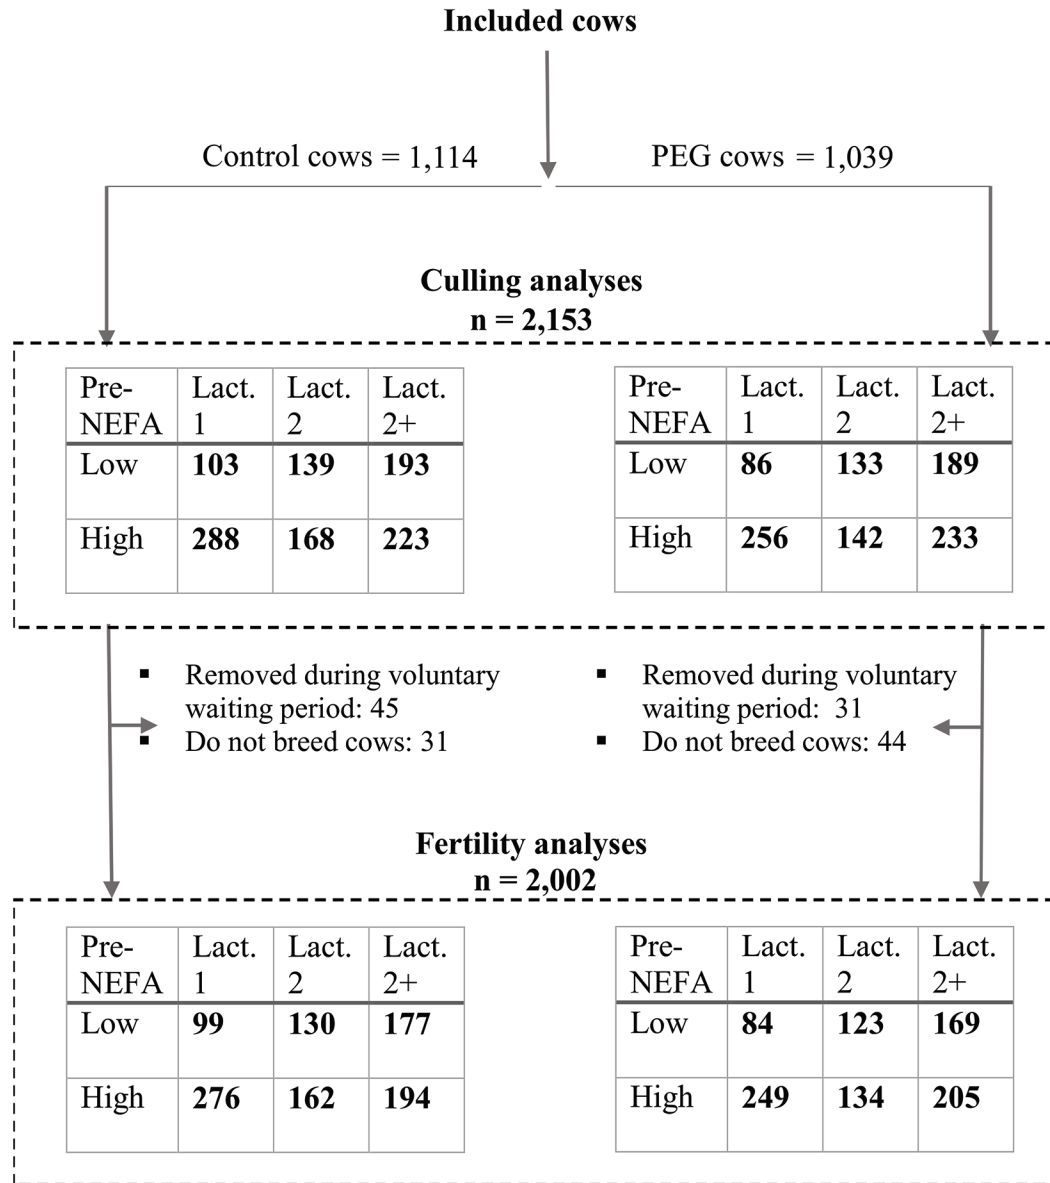 Included cows
Control cows = 1,114
PEG cows = 1,039
Culling analyses
n = 2,153
Pre-NEFA Lact. 1 Lact. 2 Lact. 2+
Low 103 139 193
High 288 168 223
Pre-NEFA Lact. 1 Lact. 2 Lact. 2+
Low 86 133 189
High 256 142 233
▪ Removed during voluntary
waiting period: 45
▪ Do not breed cows: 31
▪ Removed during voluntary
waiting period: 31
▪ Do not breed cows: 44
Fertility analyses
n = 2,002
Pre-NEFA Lact. 1 Lact. 2 Lact. 2+
Low 99 130 177
High 276 162 194
Pre-NEFA Lact. 1 Lact. 2 Lact. 2+
Low 84 123 169
High 249 134 205